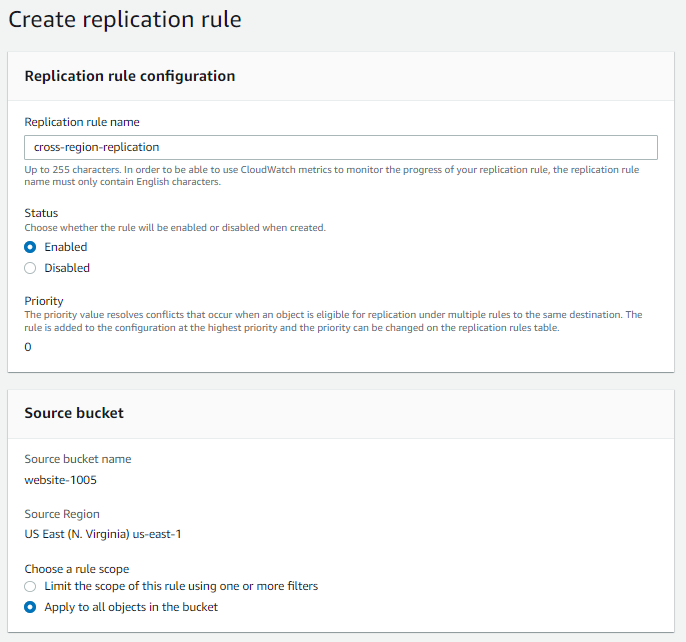 Create replication rule
Replication rule configuration
Replication rule name
cross-region-replication
Up to 255 characters. In order to be able to use CloudWatch metrics to monitor the progress of your replication rule, the replication rule
name must only contain English characters.
Status
Choose whether the rule will be enabled or disabled when created.
Enabled
Disabled
Priority
The priority value resolves conflicts that occur when an object is eligible for replication under multiple rules to the same destination. The
rule is added to the configuration at the highest priority and the priority can be changed on the replication rules table.
0
Source bucket
Source bucket name
website-1005
Source Region
US East (N. Virginia) us-east-1
Choose a rule scope
Limit the scope of this rule using one or more filters
Apply to all objects in the bucket